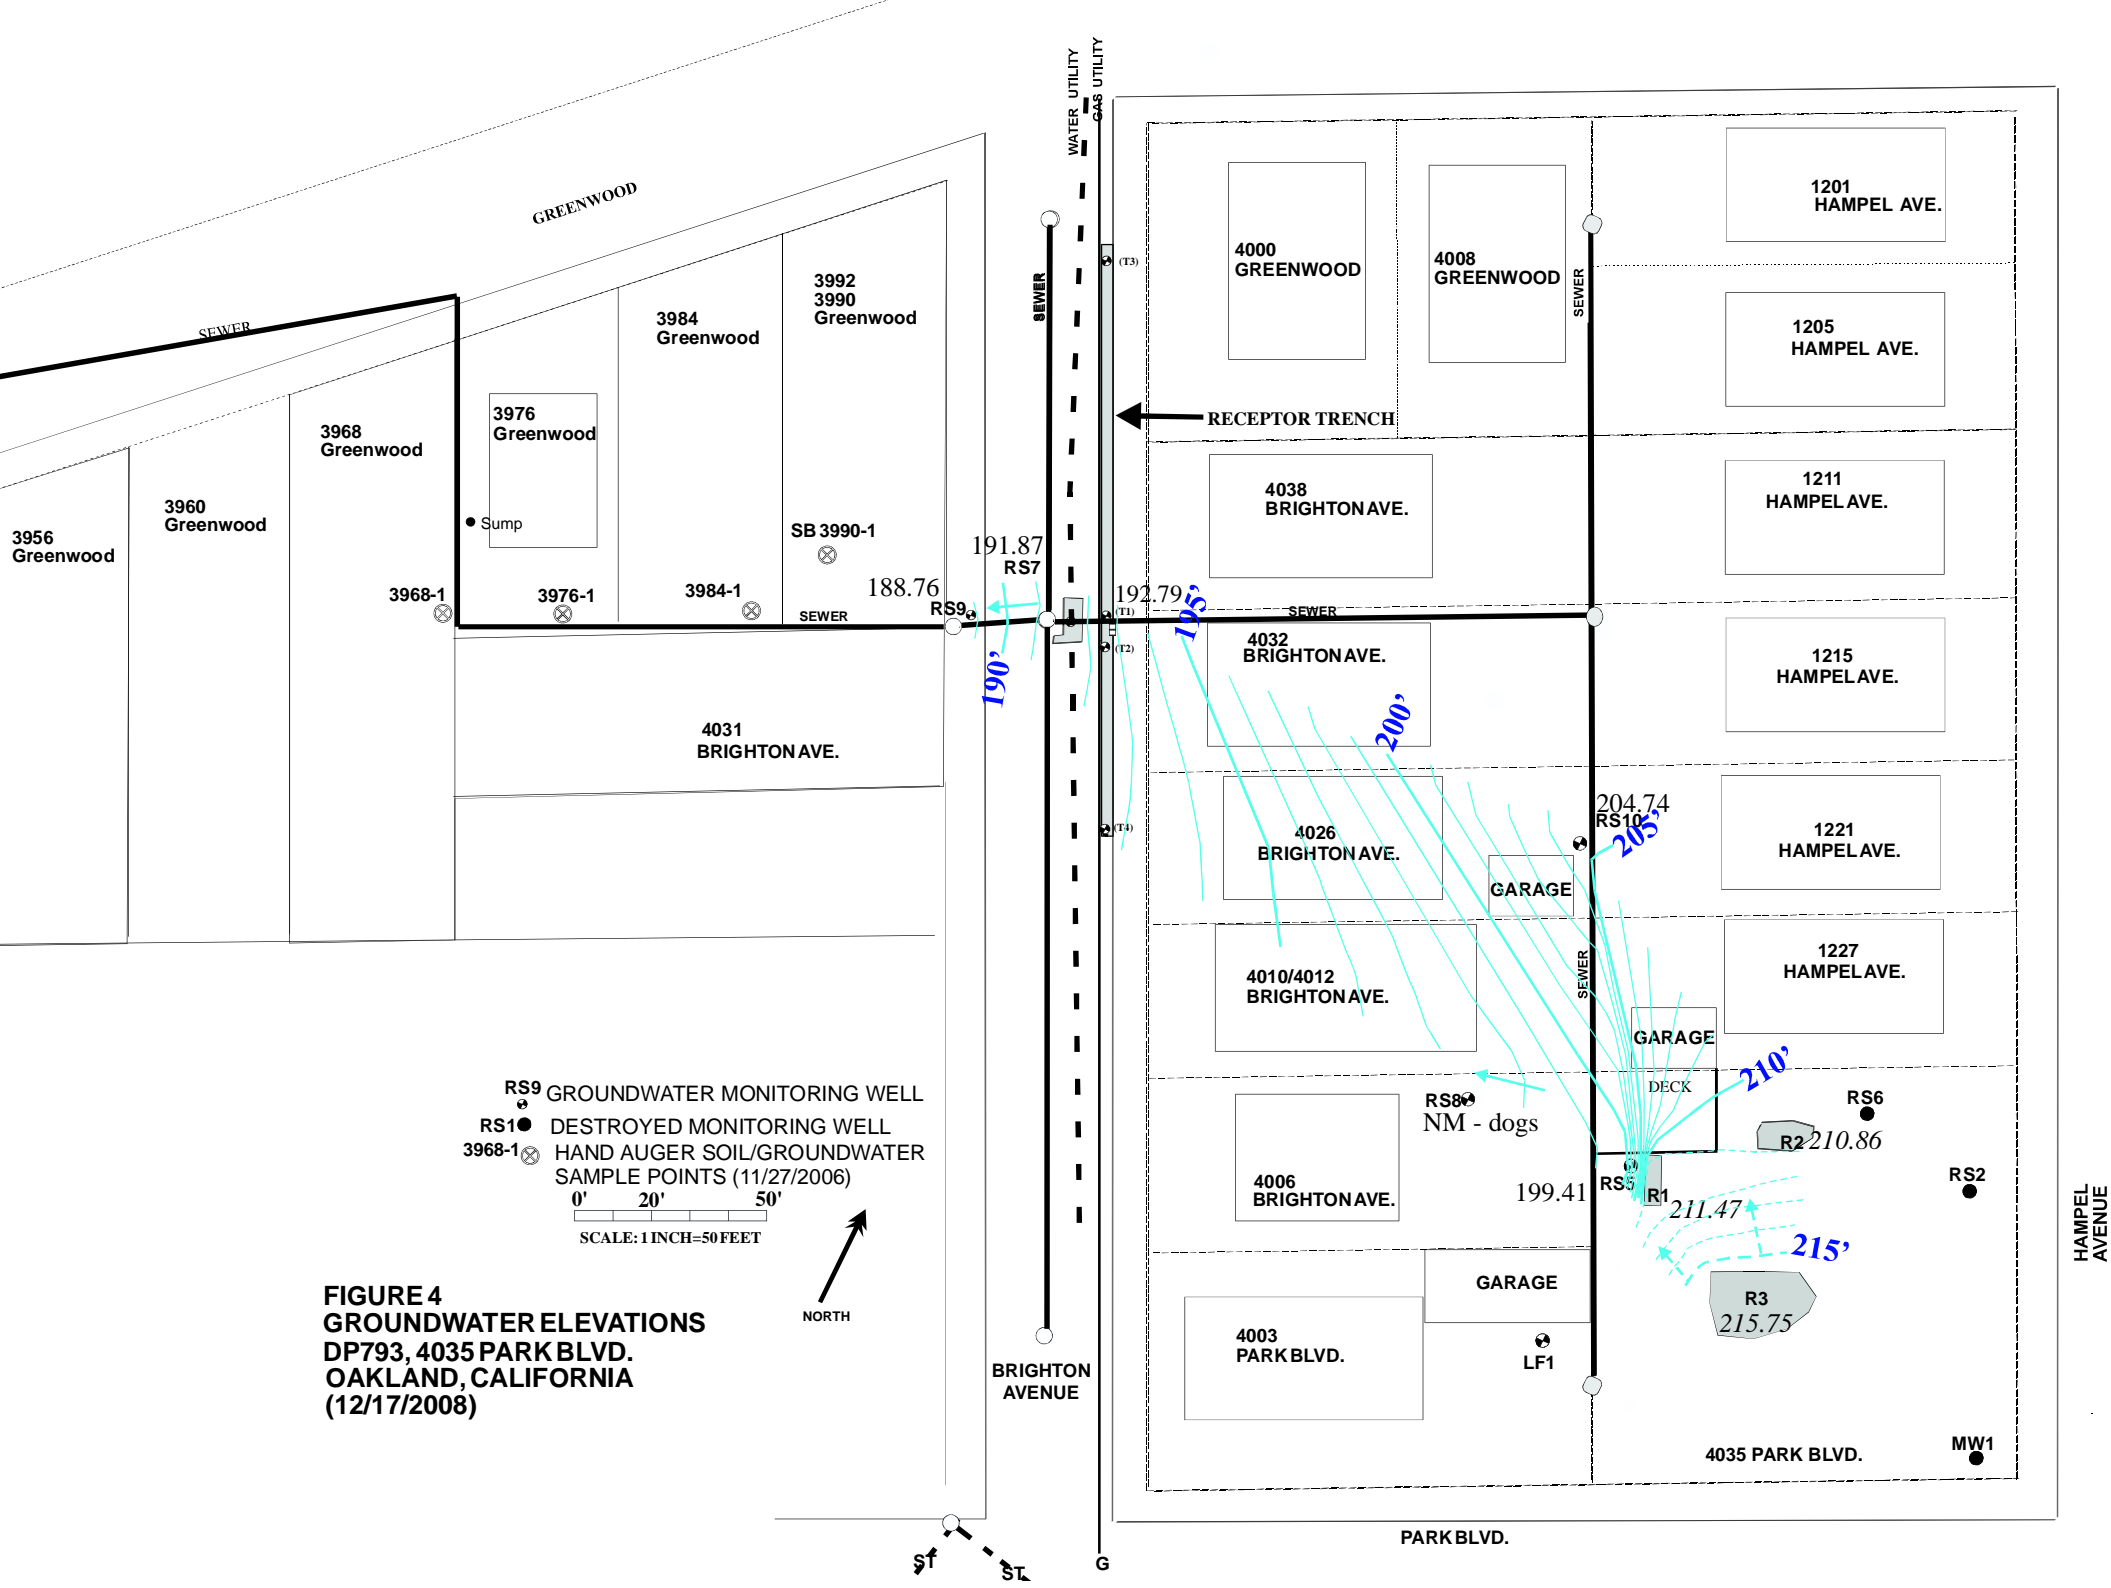 WATER UTILITY
GAS UTILITY
GREENWOOD
SEWER
SEWER
SEWER
(T3)
4000
GREENWOOD
4008
GREENWOOD
1201
HAMPEL AVE.
1205
HAMPEL AVE.
3992
3990
Greenwood
3984
Greenwood
3976
Greenwood
3968
Greenwood
3960
Greenwood
3956
Greenwood
Sump
RECEPTOR TRENCH
4038
BRIGHTON AVE.
1211
HAMPEL AVE.
SB 3990-1
191.87
RS7
188.76
RS9
3968-1
3976-1
3984-1
SEWER
192.79
(T1)
(T2)
195'
SEWER
4032
BRIGHTON AVE.
1215
HAMPEL AVE.
190'
200'
4031
BRIGHTON AVE.
204.74
RS10
205'
(T4)
4026
BRIGHTON AVE.
1221
HAMPEL AVE.
GARAGE
SEWER
4010/4012
BRIGHTON AVE.
1227
HAMPEL AVE.
GARAGE
DECK
210'
RS8
NM - dogs
RS6
R2
210.86
RS9 GROUNDWATER MONITORING WELL
RS1 DESTROYED MONITORING WELL
3968-1 HAND AUGER SOIL/GROUNDWATER
SAMPLE POINTS (11/27/2006)
0' 20' 50'
SCALE: 1 INCH=50 FEET
NORTH
4006
BRIGHTON AVE.
199.41
RS5
R1
211.47
RS2
215'
HAMPEL
AVENUE
GARAGE
R3
215.75
FIGURE 4
GROUNDWATER ELEVATIONS
DP793, 4035 PARK BLVD.
OAKLAND, CALIFORNIA
(12/17/2008)
4003
PARK BLVD.
LF1
BRIGHTON
AVENUE
4035 PARK BLVD.
MW1
PARK BLVD.
ST
ST
G